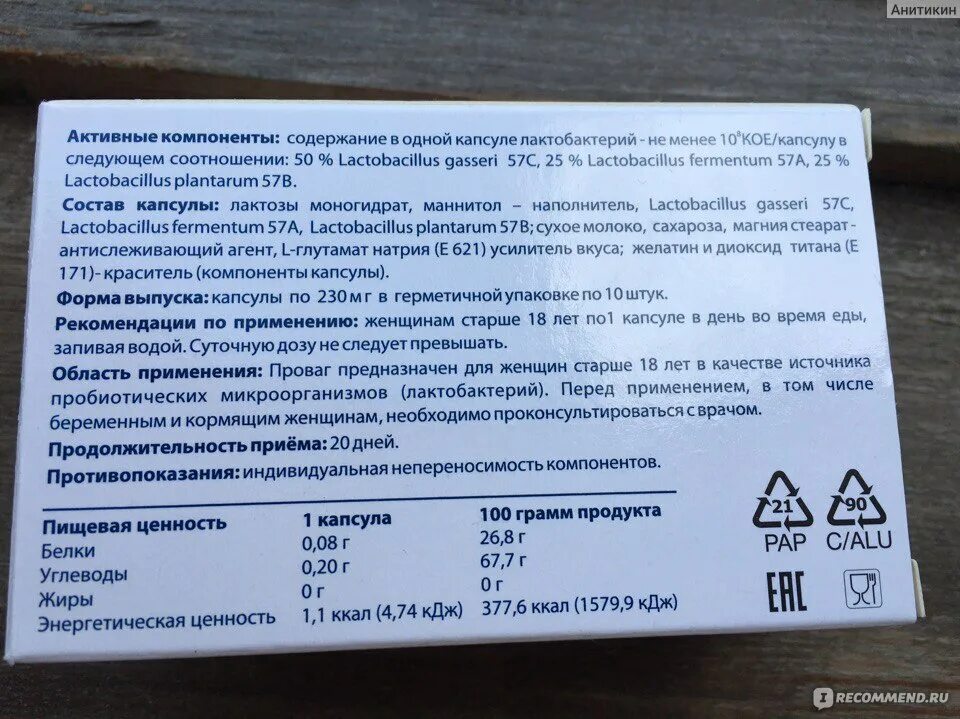 Анитикин
Активные компоненты: содержание в одной капсуле лактобактерий - не менее 10⁸КОЕ/капсулу в
следующем соотношении: 50 % Lactobacillus gasseri 57C, 25 % Lactobacillus fermentum 57A, 25 %
Lactobacillus plantarum 57B.
Состав капсулы: лактозы моногидрат, маннитол – наполнитель, Lactobacillus gasseri 57C,
Lactobacillus fermentum 57A, Lactobacillus plantarum 57B; сухое молоко, сахароза, магния стеарат -
антислеживающий агент, L-глутамат натрия (Е 621) усилитель вкуса; желатин и диоксид титана (Е
171)- краситель (компоненты капсулы).
Форма выпуска: капсулы по 230 мг в герметичной упаковке по 10 штук.
Рекомендации по применению: женщинам старше 18 лет по1 капсуле в день во время еды,
запивая водой. Суточную дозу не следует превышать.
Область применения: Проваг предназначен для женщин старше 18 лет в качестве источника
пробиотических микроорганизмов (лактобактерий). Перед применением, в том числе
беременным и кормящим женщинам, необходимо проконсультироваться с врачом.
Продолжительность приёма: 20 дней.
Противопоказания: индивидуальная непереносимость компонентов.
Пищевая ценность 1 капсула 100 грамм продукта
Белки 0,08 г 26,8 г
Углеводы 0,20 г 67,7 г
Жиры 0 г 0 г
Энергетическая ценность 1,1 ккал (4,74 кДж) 377,6 ккал (1579,9 кДж)
21 90
PAP C/ALU
EAC
IRECOMMEND.RU